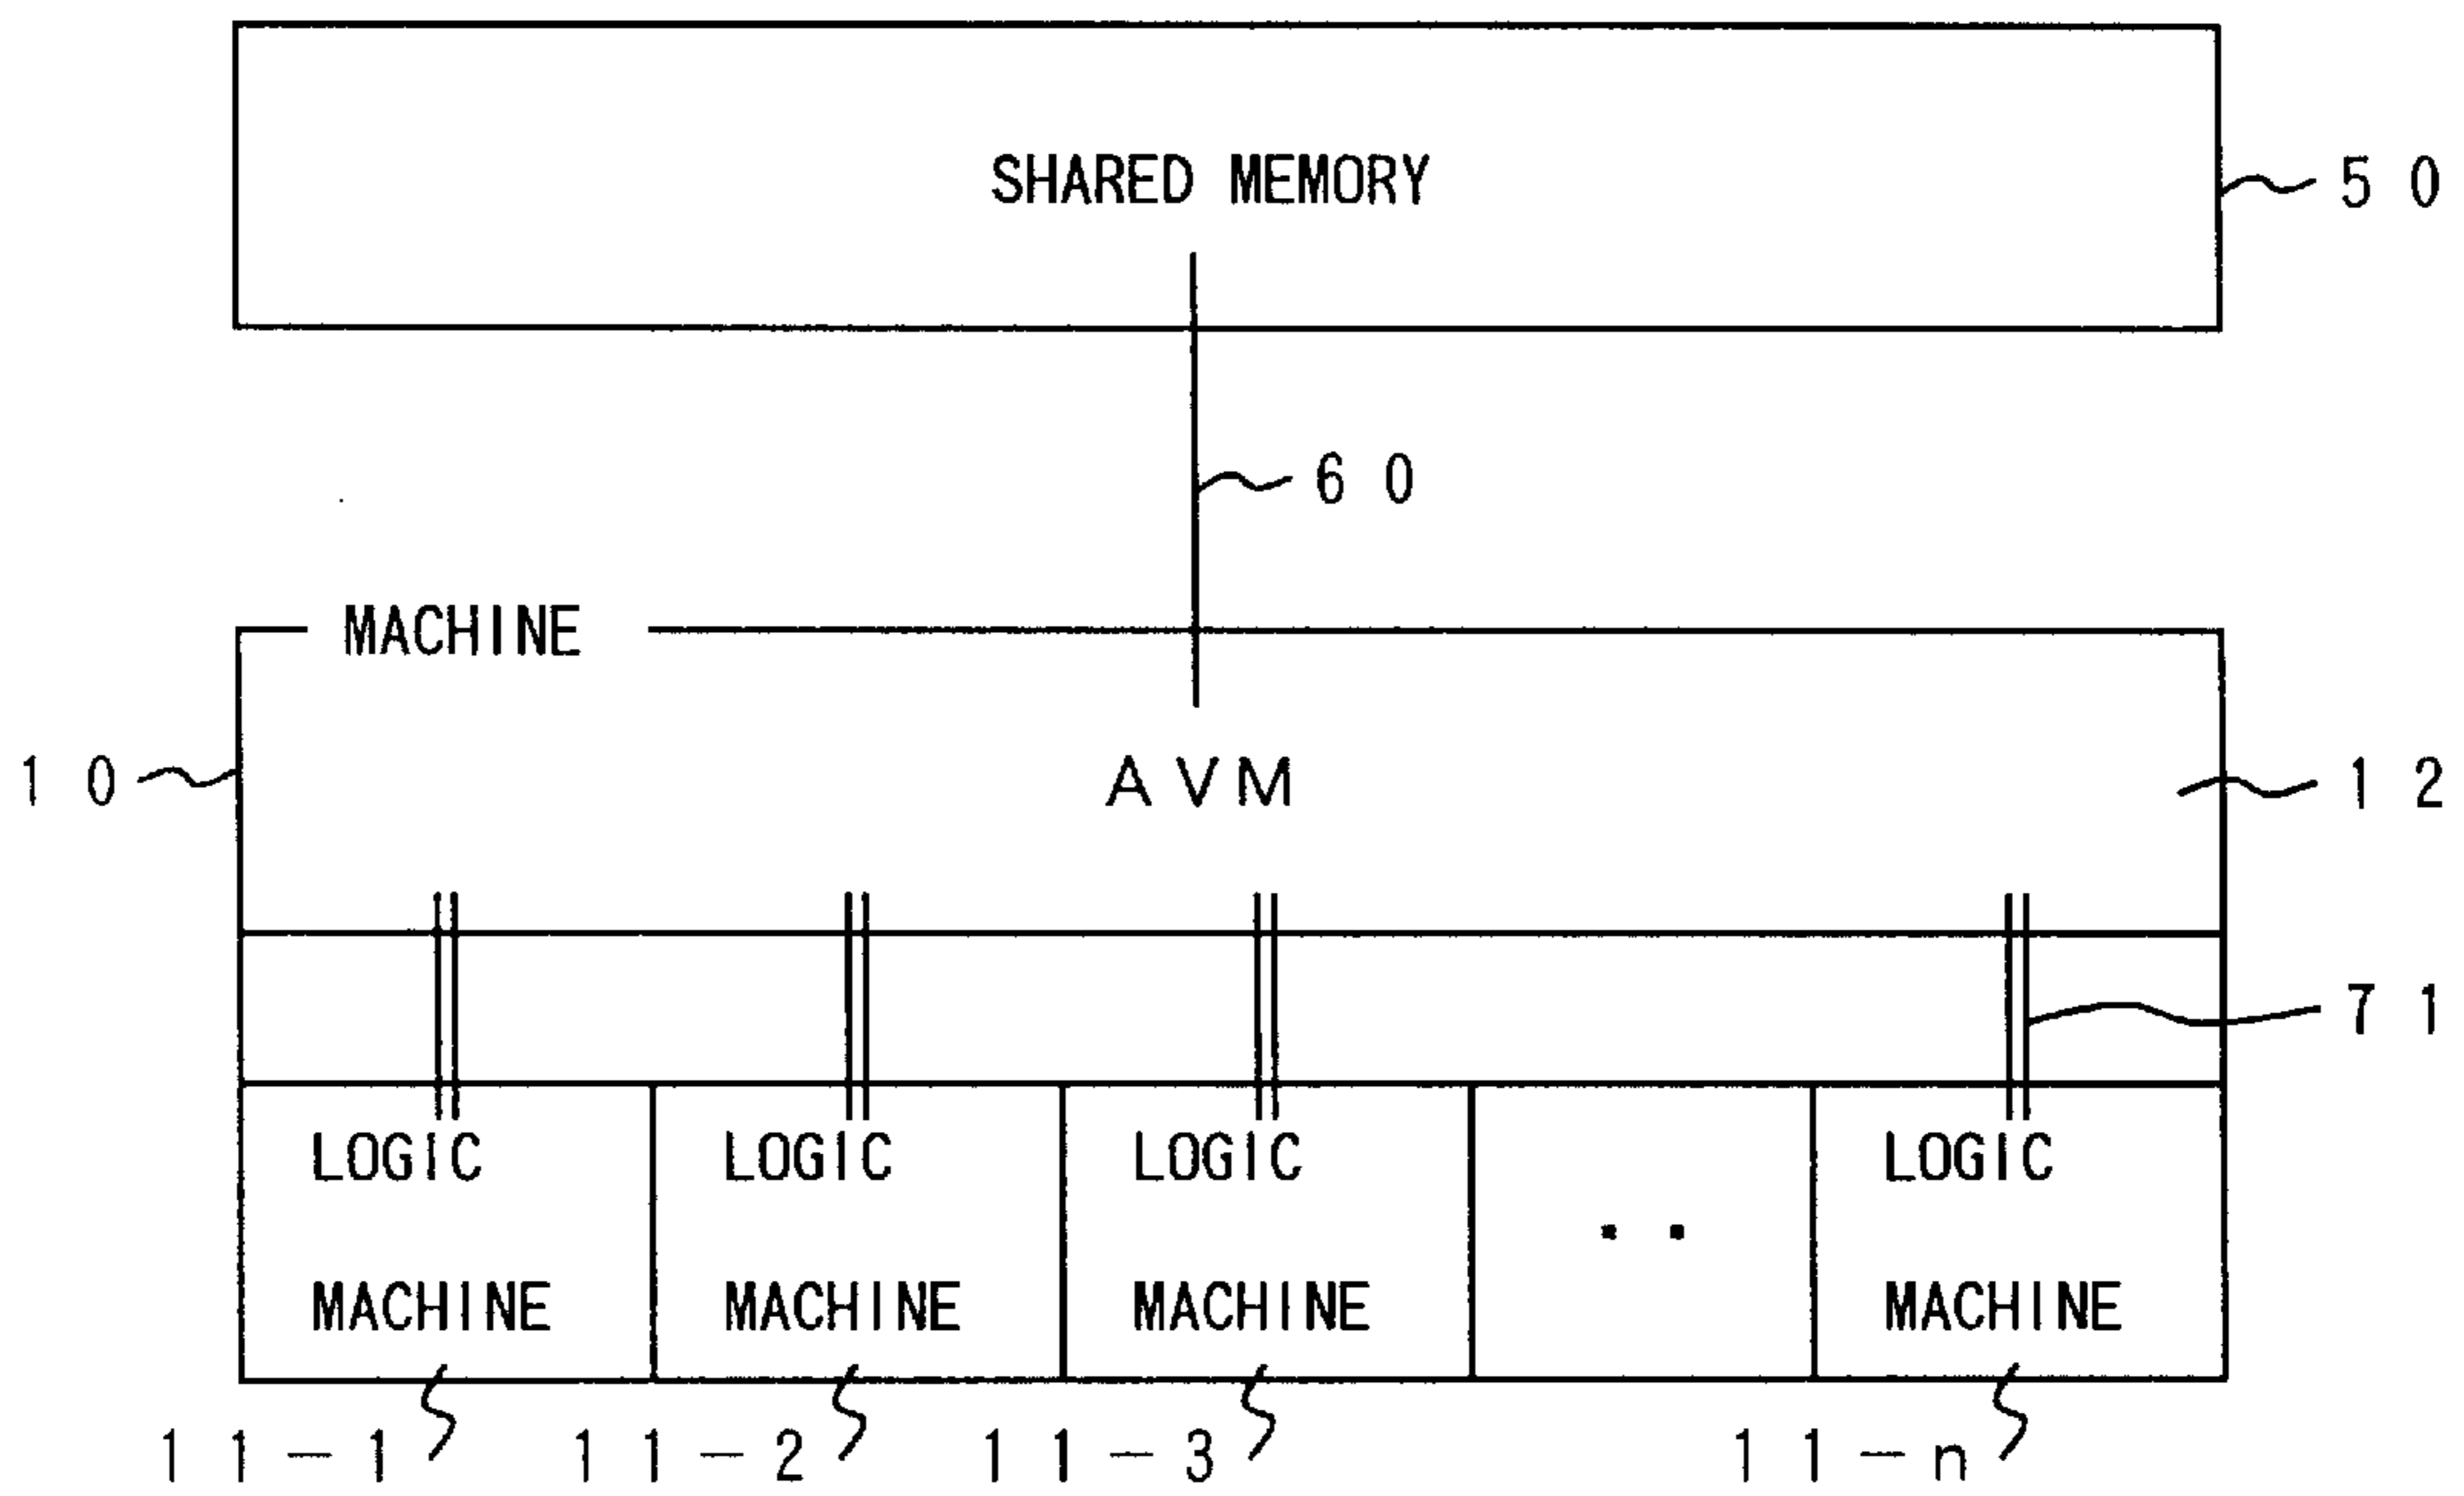 SHARED MEMORY
5 0
6 0
MACHINE
1 0
AVM
1 2
7 1
LOGIC MACHINE
LOGIC MACHINE
LOGIC MACHINE
. .
LOGIC MACHINE
1 1 - 1
1 1 - 2
1 1 - 3
1 1 - n